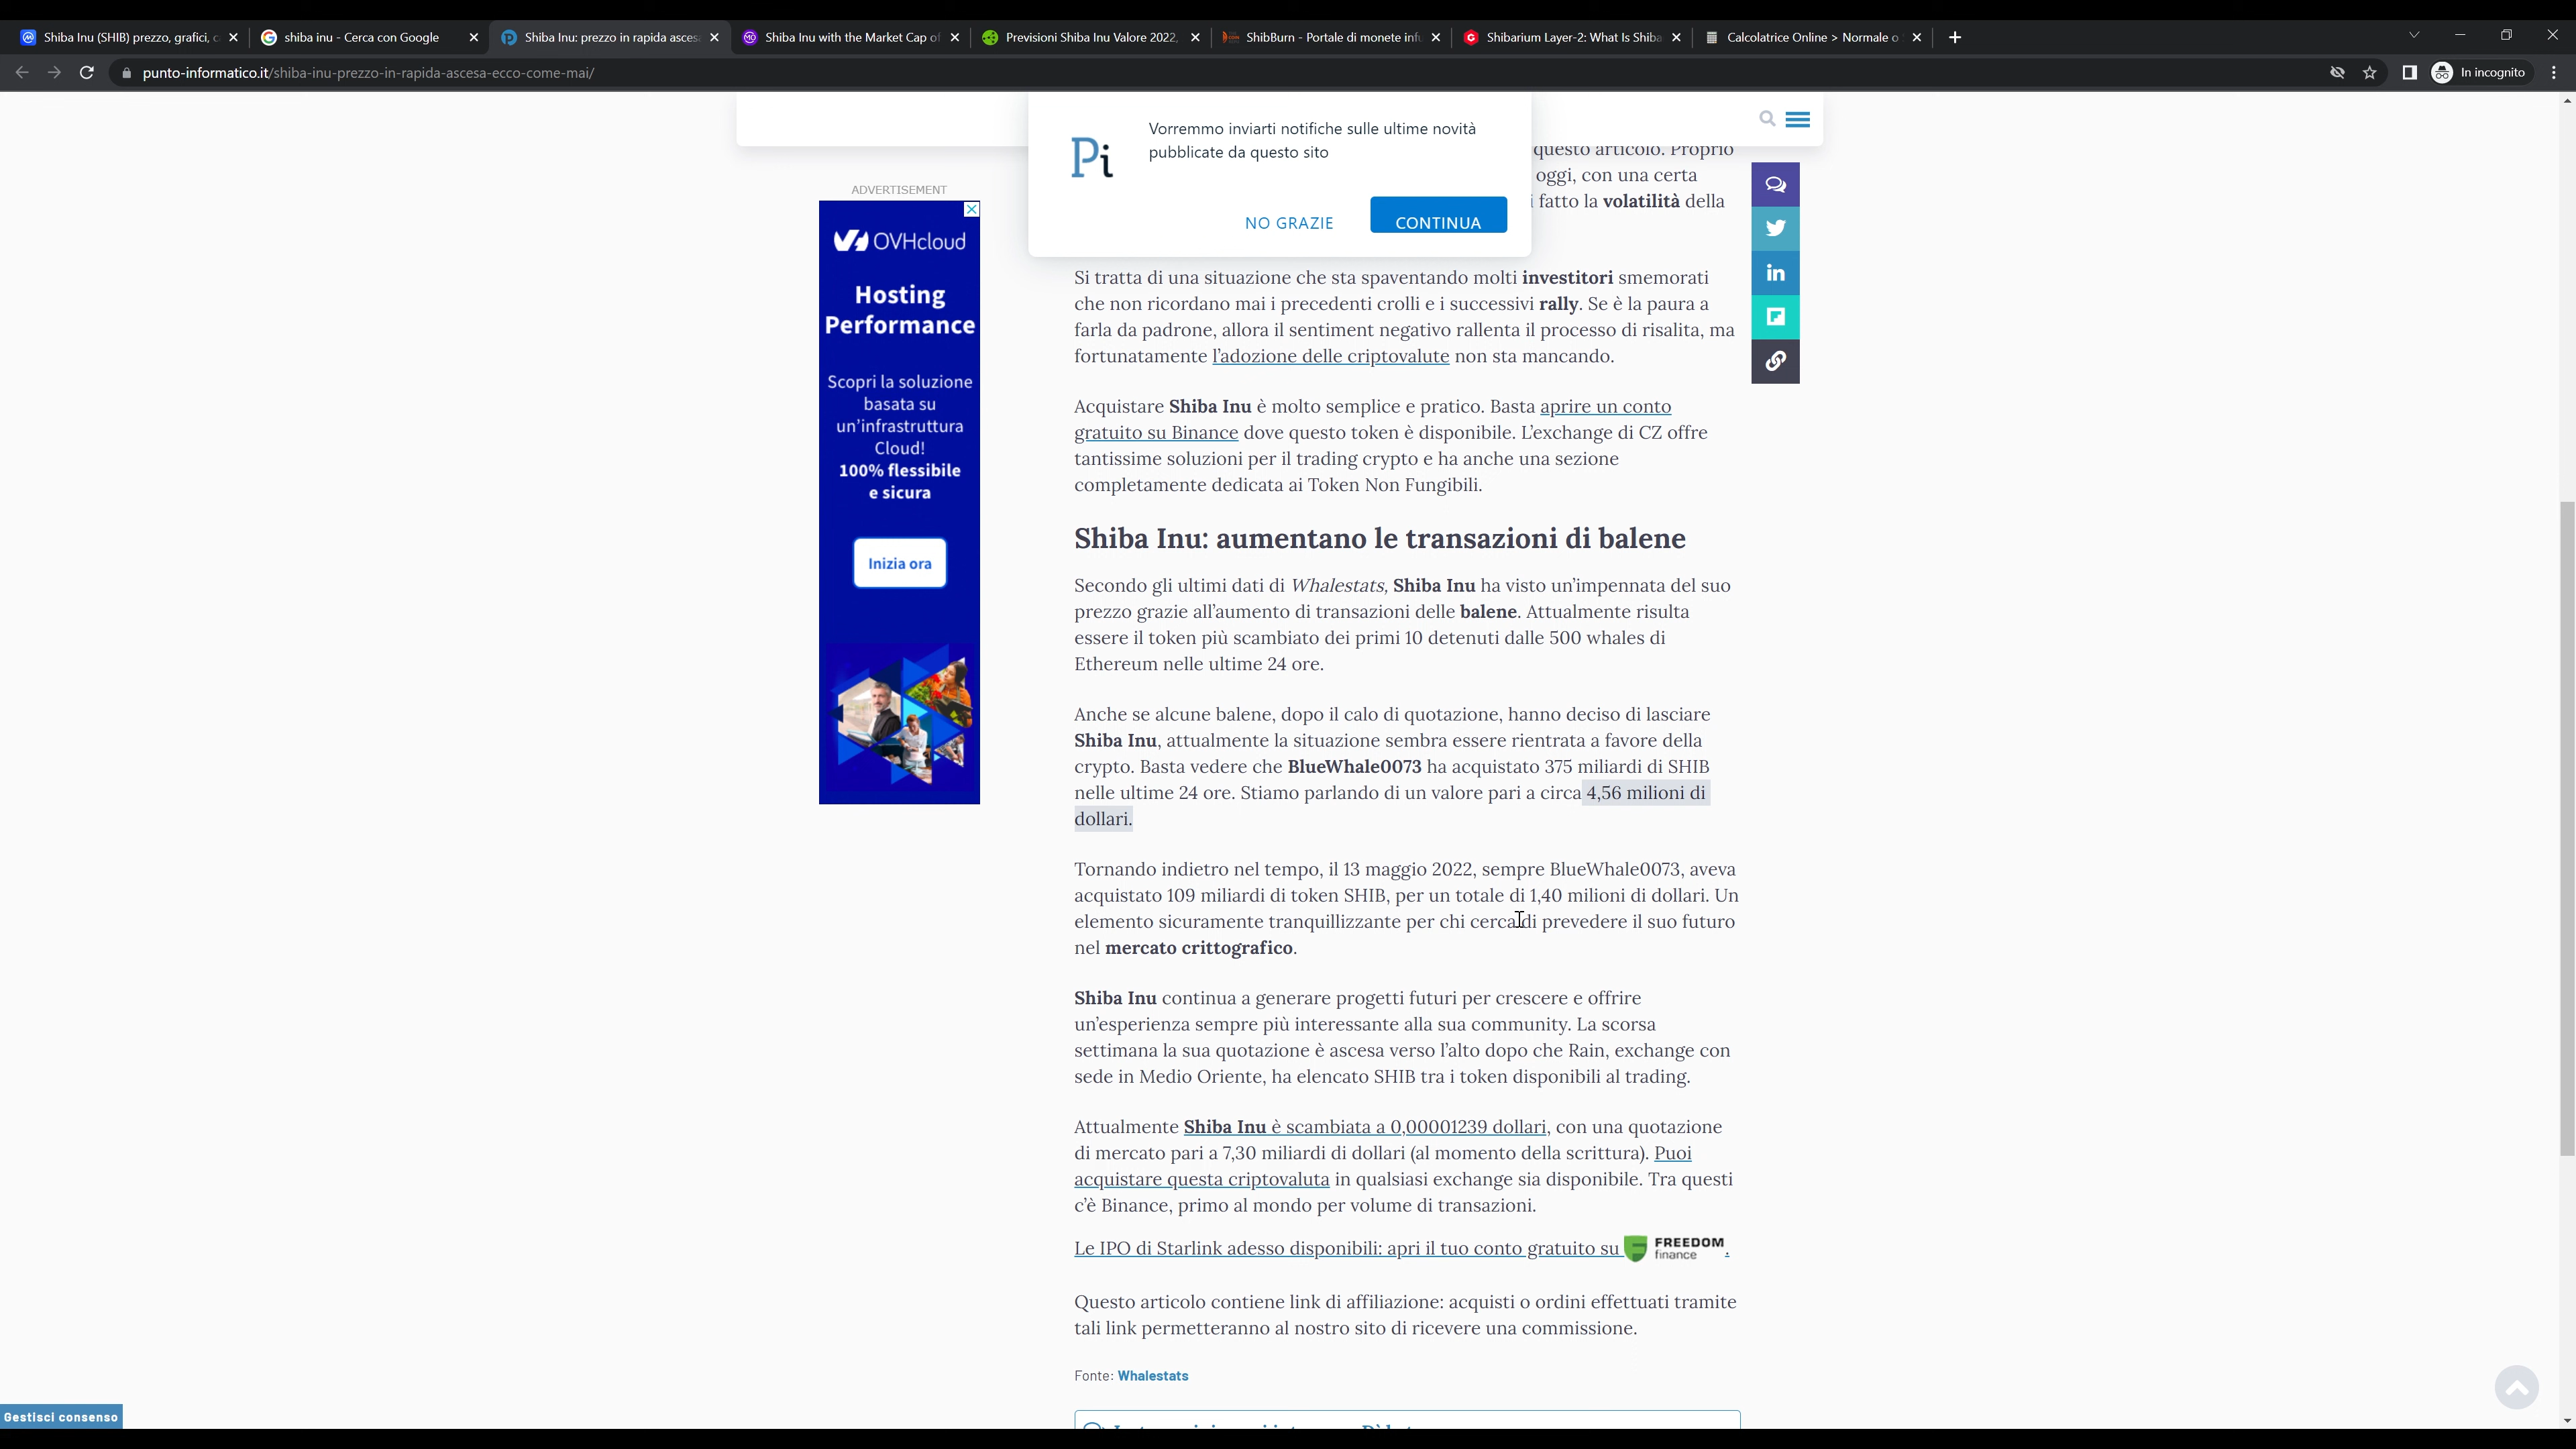 Shiba Inu (SHIB) prezzo, grafici, c
shiba inu - Cerca con Google
Shiba Inu: prezzo in rapida ascesa
Shiba Inu with the Market Cap of
Previsioni Shiba Inu Valore 2022,
ShibBurn - Portale di monete infu
Shibarium Layer-2: What Is Shiba
Calcolatrice Online > Normale o
punto-informatico.it/shiba-inu-prezzo-in-rapida-ascesa-ecco-come-mai/
In incognito
Pi
Vorremmo inviarti notifiche sulle ultime novità
pubblicate da questo sito
NO GRAZIE
CONTINUA
questo articolo. Proprio
oggi, con una certa
i fatto la volatilità della
ADVERTISEMENT
OVHcloud
Hosting
Performance
Scopri la soluzione
basata su
un'infrastruttura
Cloud!
100% flessibile
e sicura
Inizia ora
Si tratta di una situazione che sta spaventando molti investitori smemorati
che non ricordano mai i precedenti crolli e i successivi rally. Se è la paura a
farla da padrone, allora il sentiment negativo rallenta il processo di risalita, ma
fortunatamente l'adozione delle criptovalute non sta mancando.
Acquistare Shiba Inu è molto semplice e pratico. Basta aprire un conto
gratuito su Binance dove questo token è disponibile. L'exchange di CZ offre
tantissime soluzioni per il trading crypto e ha anche una sezione
completamente dedicata ai Token Non Fungibili.
Shiba Inu: aumentano le transazioni di balene
Secondo gli ultimi dati di Whalestats, Shiba Inu ha visto un'impennata del suo
prezzo grazie all'aumento di transazioni delle balene. Attualmente risulta
essere il token più scambiato dei primi 10 detenuti dalle 500 whales di
Ethereum nelle ultime 24 ore.
Anche se alcune balene, dopo il calo di quotazione, hanno deciso di lasciare
Shiba Inu, attualmente la situazione sembra essere rientrata a favore della
crypto. Basta vedere che BlueWhale0073 ha acquistato 375 miliardi di SHIB
nelle ultime 24 ore. Stiamo parlando di un valore pari a circa 4,56 milioni di
dollari.
Tornando indietro nel tempo, il 13 maggio 2022, sempre BlueWhale0073, aveva
acquistato 109 miliardi di token SHIB, per un totale di 1,40 milioni di dollari. Un
elemento sicuramente tranquillizzante per chi cerca di prevedere il suo futuro
nel mercato crittografico.
Shiba Inu continua a generare progetti futuri per crescere e offrire
un'esperienza sempre più interessante alla sua community. La scorsa
settimana la sua quotazione è ascesa verso l'alto dopo che Rain, exchange con
sede in Medio Oriente, ha elencato SHIB tra i token disponibili al trading.
Attualmente Shiba Inu è scambiata a 0,00001239 dollari, con una quotazione
di mercato pari a 7,30 miliardi di dollari (al momento della scrittura). Puoi
acquistare questa criptovaluta in qualsiasi exchange sia disponibile. Tra questi
c'è Binance, primo al mondo per volume di transazioni.
Le IPO di Starlink adesso disponibili: apri il tuo conto gratuito su FREEDOM finance .
Questo articolo contiene link di affiliazione: acquisti o ordini effettuati tramite
tali link permetteranno al nostro sito di ricevere una commissione.
Fonte: Whalestats
Gestisci consenso